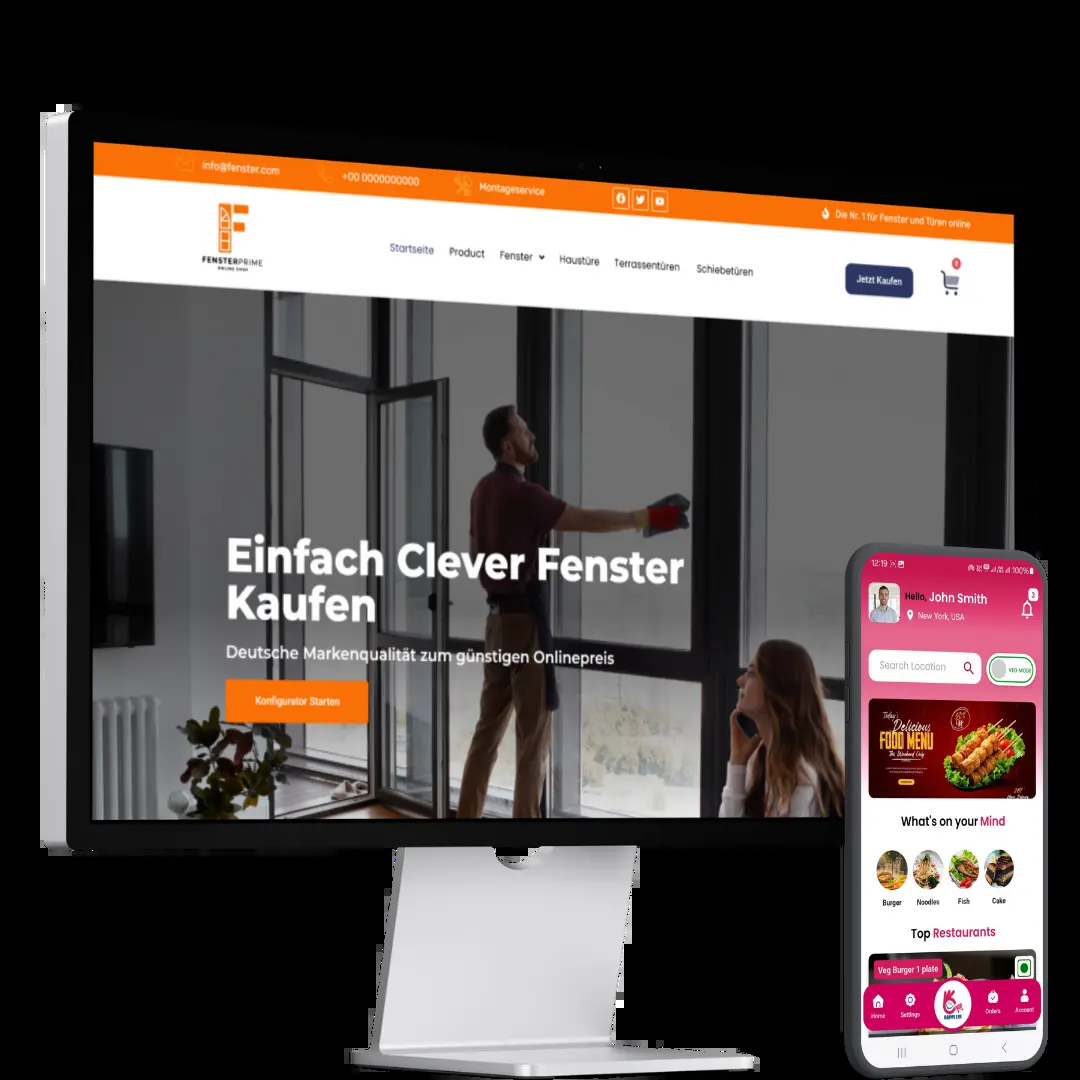 info@fenster.com
+00 0000000000
Montageservice
Die Nr. 1 für Fenster und Türen online
F
FENSTERPRIME
ONLINE SHOP
Startseite
Product
Fenster
Haustüre
Terrassentüren
Schiebetüren
Jetzt Kaufen
0
Einfach Clever Fenster
Kaufen
Deutsche Markenqualität zum günstigen Onlinepreis
Konfigurator Starten
12:19
100%
Hello, John Smith
3
New York, USA
Search Location
VEG MODE
Today's
Delicious
FOOD MENU
The Weekend Only
What's on your Mind
Burger
Noodles
Fish
Cake
Top Restaurants
Veg Burger 1 plate
Home
Settings
Orders
Account